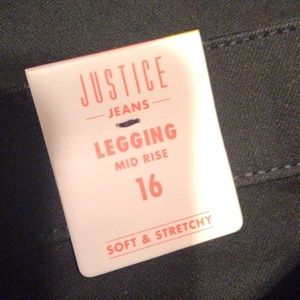 JUSTICE
JEANS
LEGGING
MID RISE
16
SOFT & STRETCHY